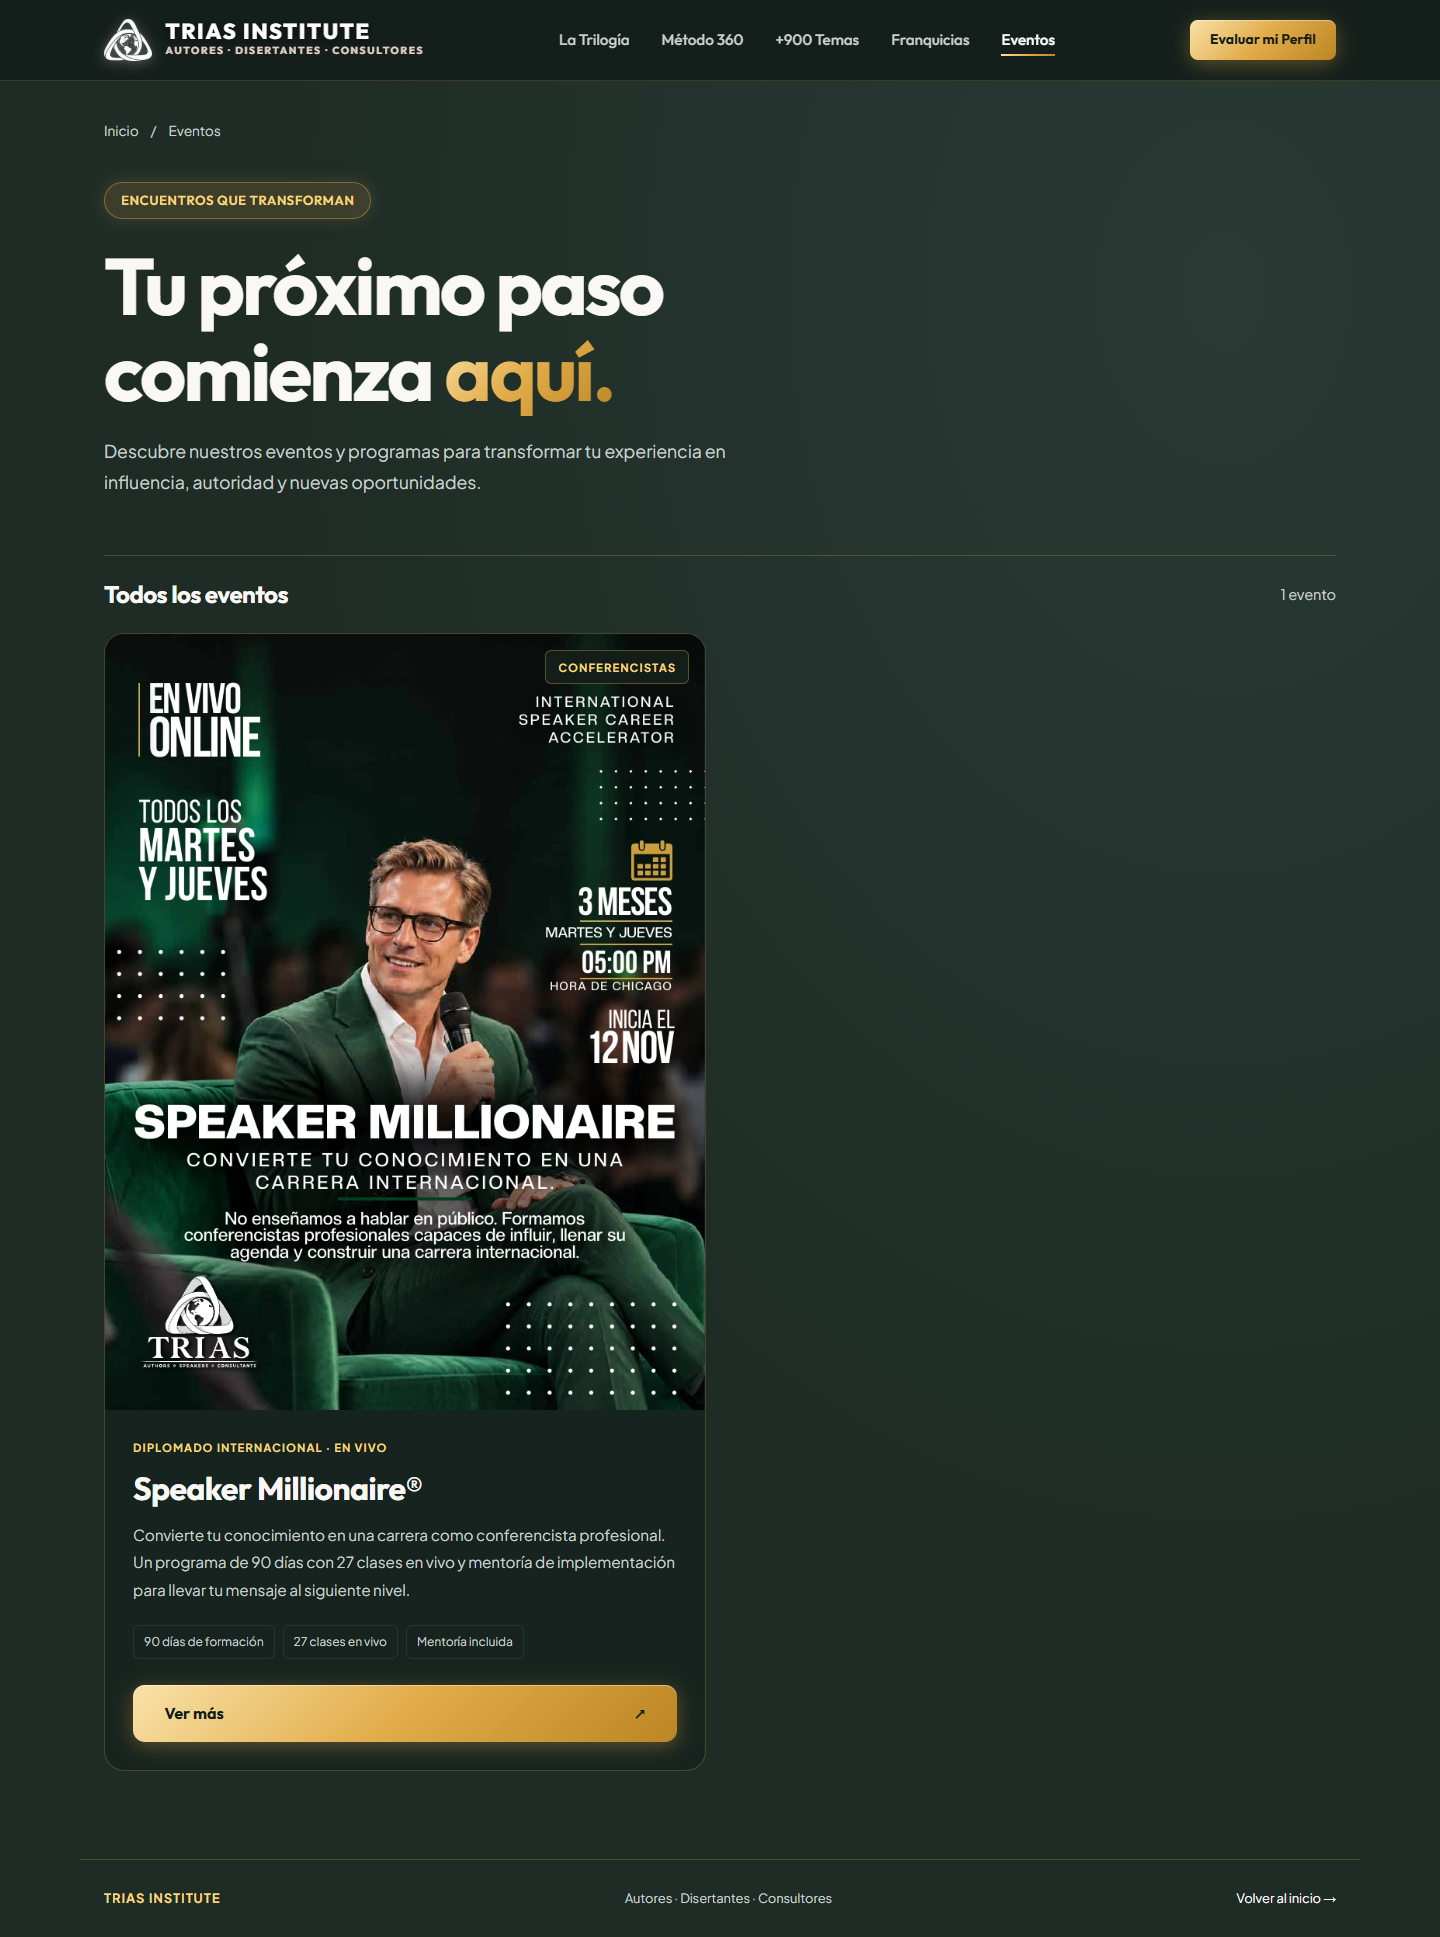 TRIAS INSTITUTE
AUTORES · DISERTANTES · CONSULTORES
La Trilogía
Método 360
+900 Temas
Franquicias
Eventos
Evaluar mi Perfil
Inicio / Eventos
ENCUENTROS QUE TRANSFORMAN
Tu próximo paso
comienza aquí.
Descubre nuestros eventos y programas para transformar tu experiencia en
influencia, autoridad y nuevas oportunidades.
Todos los eventos
1 evento
CONFERENCISTAS
EN VIVO
ONLINE
INTERNATIONAL
SPEAKER CAREER
ACCELERATOR
TODOS LOS
MARTES
Y JUEVES
3 MESES
MARTES Y JUEVES
05:00 PM
HORA DE CHICAGO
INICIA EL
12 NOV
SPEAKER MILLIONAIRE
CONVIERTE TU CONOCIMIENTO EN UNA
CARRERA INTERNACIONAL.
No enseñamos a hablar en público. Formamos
conferencistas profesionales capaces de influir, llenar su
agenda y construir una carrera internacional.
TRIAS
AUTHORS + SPEAKERS + CONSULTANTS
DIPLOMADO INTERNACIONAL · EN VIVO
Speaker Millionaire®
Convierte tu conocimiento en una carrera como conferencista profesional.
Un programa de 90 días con 27 clases en vivo y mentoría de implementación
para llevar tu mensaje al siguiente nivel.
90 días de formación
27 clases en vivo
Mentoría incluida
Ver más ↗
TRIAS INSTITUTE
Autores · Disertantes · Consultores
Volver al inicio →